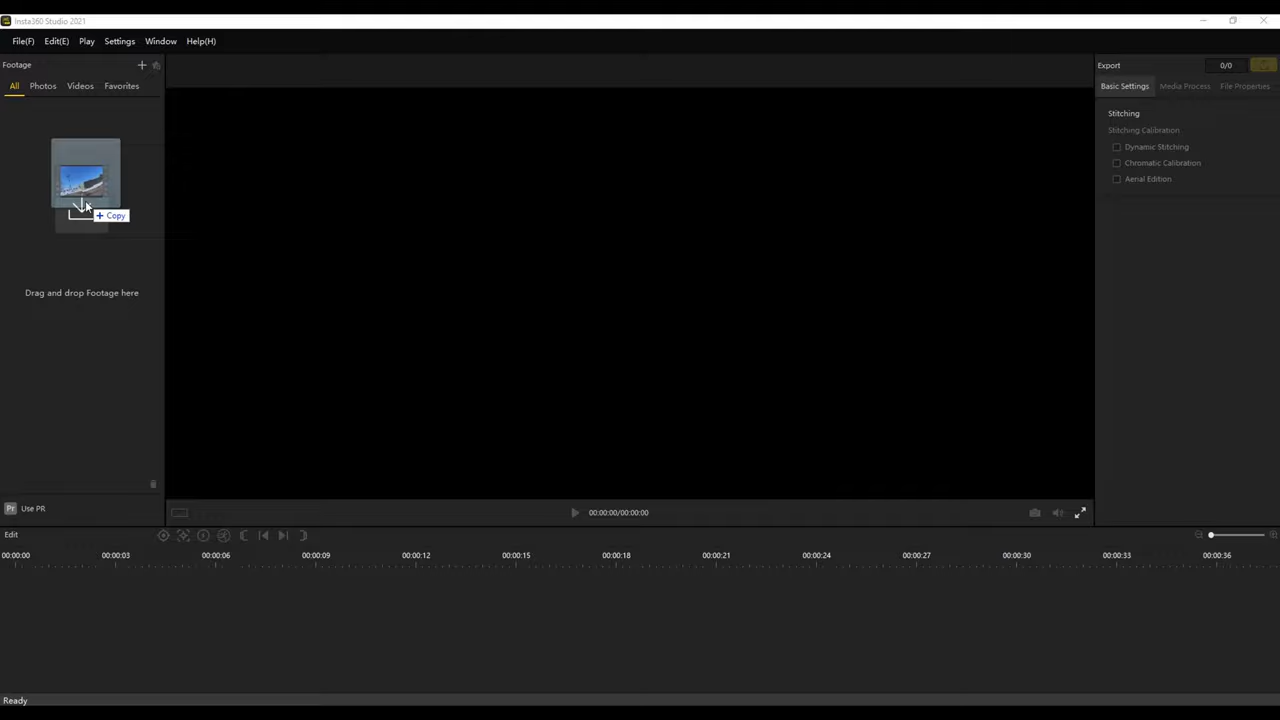 Insta360 Studio 2021
File(F) Edit(E) Play Settings Window Help(H)
Footage
All Photos Videos Favorites
Copy
Drag and drop Footage here
Pr Use PR
00:00:00/00:00:00
Export 0/0
Basic Settings Media Process File Properties
Stitching
Stitching Calibration
Dynamic Stitching
Chromatic Calibration
Aerial Edition
Edit
00:00:00 00:00:03 00:00:06 00:00:09 00:00:12 00:00:15 00:00:18 00:00:21 00:00:24 00:00:27 00:00:30 00:00:33 00:00:36
Ready